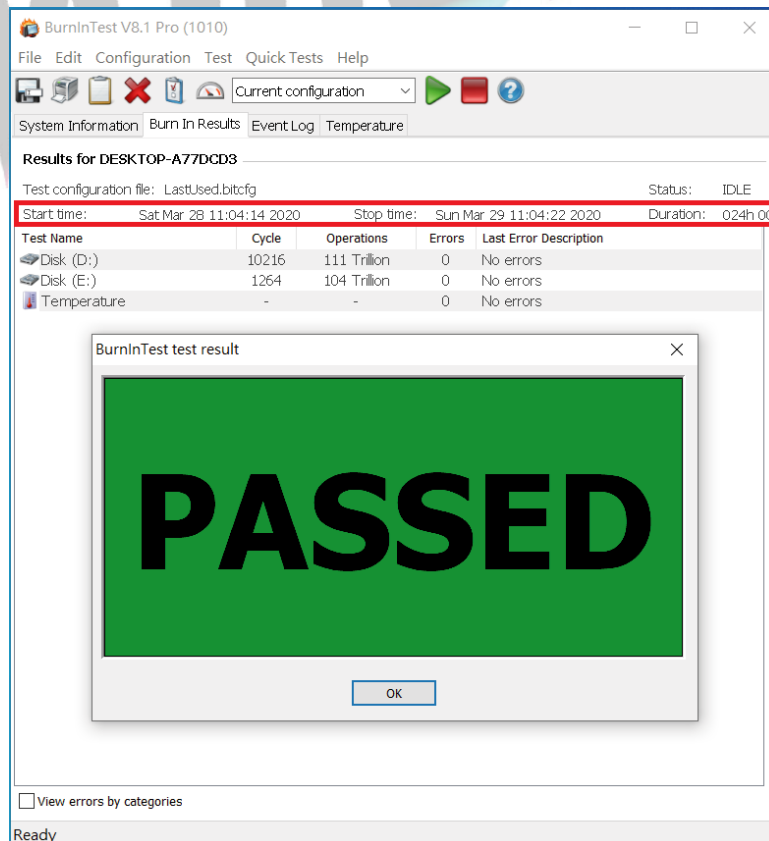 BurnInTest V8.1 Pro (1010)
File Edit Configuration Test Quick Tests Help
Current configuration
System Information Burn In Results Event Log Temperature
Results for DESKTOP-A77DCD3
Test configuration file: LastUsed.bitcfg Status: IDLE
Start time: Sat Mar 28 11:04:14 2020 Stop time: Sun Mar 29 11:04:22 2020 Duration: 024h 00
Test Name Cycle Operations Errors Last Error Description
Disk (D:) 10216 111 Trillion 0 No errors
Disk (E:) 1264 104 Trillion 0 No errors
Temperature - - 0 No errors
BurnInTest test result
PASSED
OK
View errors by categories
Ready